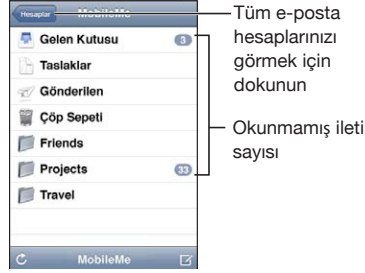 Hesaplar
MobileMe
Gelen Kutusu 3
Taslaklar
Gönderilen
Çöp Sepeti
Friends
Projects 33
Travel
MobileMe
Tüm e-posta
hesaplarınızı
görmek için
dokunun
Okunmamış ileti
sayısı